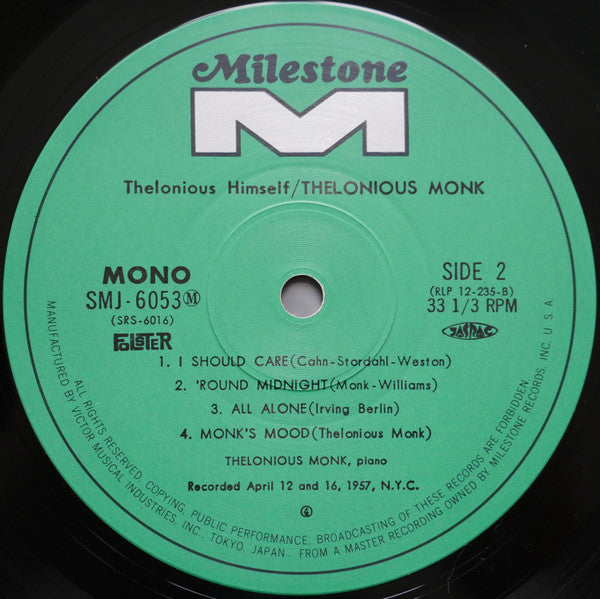 Milestone
M
Thelonious Himself/THELONIOUS MONK
MONO
SMJ-6053Ⓜ
(SRS-6016)
FOLSTER
SIDE 2
(RLP 12-235-B)
33 1/3 RPM
JASRAC
1. I SHOULD CARE(Cahn-Stordahl-Weston)
2. 'ROUND MIDNIGHT(Monk-Williams)
3. ALL ALONE(Irving Berlin)
4. MONK'S MOOD(Thelonious Monk)
THELONIOUS MONK, piano
Recorded April 12 and 16, 1957, N.Y.C.
MANUFACTURED BY VICTOR MUSICAL INDUSTRIES, INC. TOKYO JAPAN. FROM A MASTER RECORDING OWNED BY MILESTONE RECORDS, INC. U S A.
ALL RIGHTS RESERVED. COPYING, PUBLIC PERFORMANCE, BROADCASTING OF THESE RECORDS ARE FORBIDDEN.